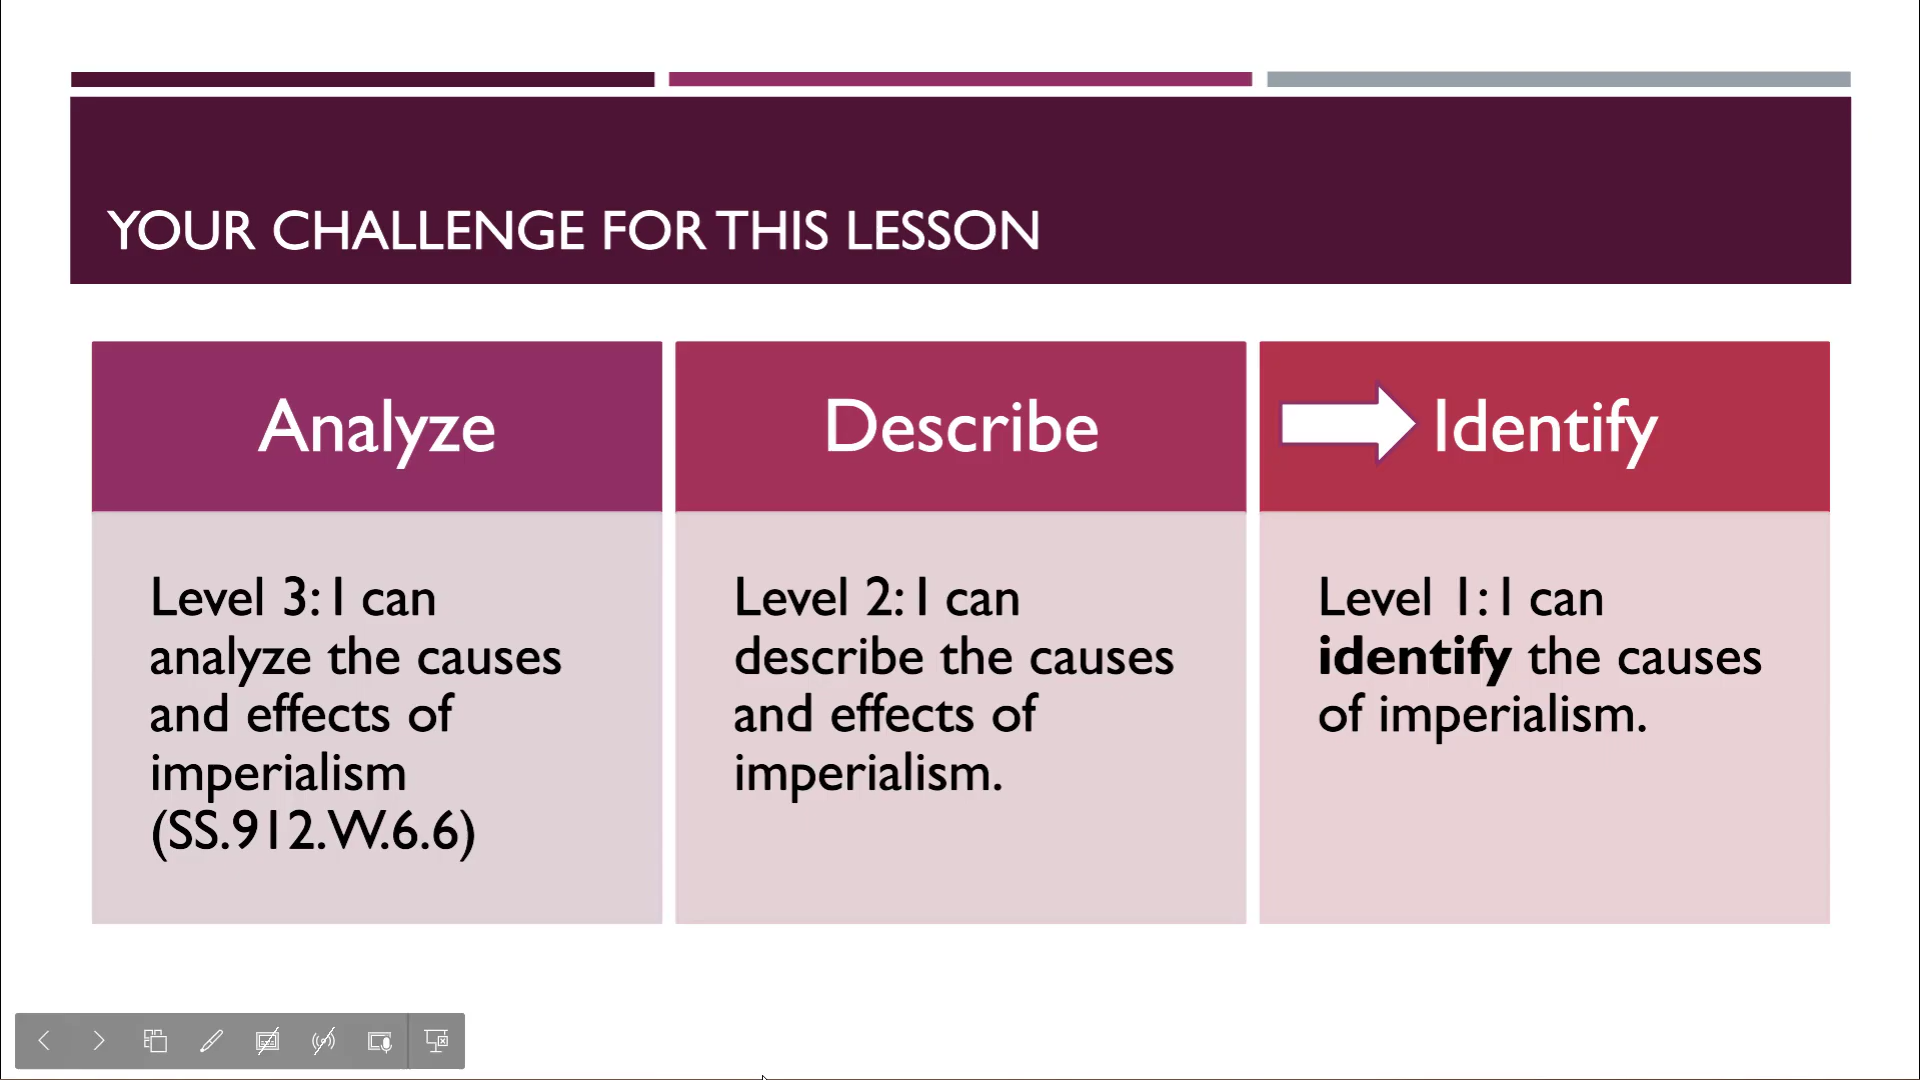 YOUR CHALLENGE FOR THIS LESSON
Analyze
Level 3: I can
analyze the causes
and effects of
imperialism
(SS.912.W.6.6)
Describe
Level 2: I can
describe the causes
and effects of
imperialism.
Identify
Level 1: I can
identify the causes
of imperialism.